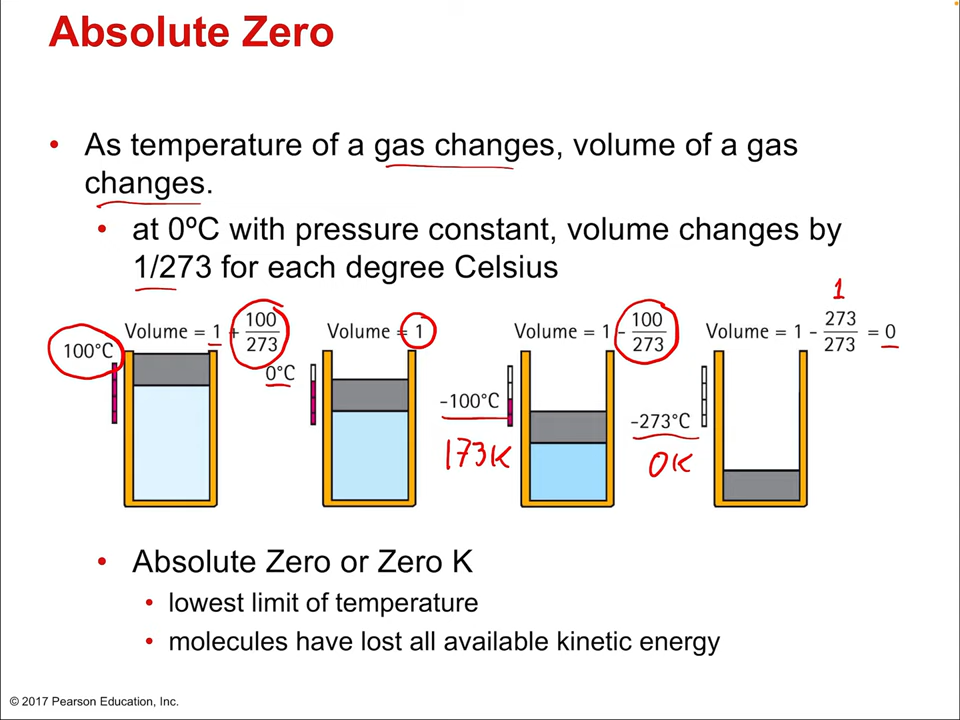 Absolute Zero
• As temperature of a gas changes, volume of a gas
changes.
• at 0ºC with pressure constant, volume changes by
1/273 for each degree Celsius
1
Volume = 1 + 100/273
Volume = 1
Volume = 1 - 100/273
Volume = 1 - 273/273 = 0
100°C
0°C
-100°C
-273°C
173K
0K
• Absolute Zero or Zero K
• lowest limit of temperature
• molecules have lost all available kinetic energy
© 2017 Pearson Education, Inc.